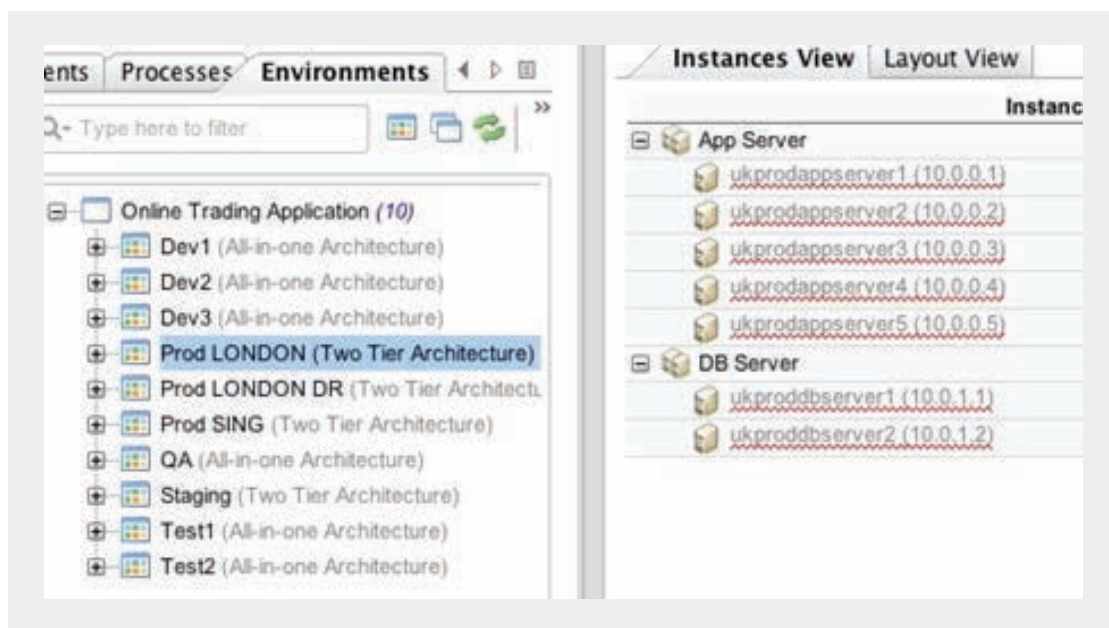 ents Processes Environments
Type here to filter
Online Trading Application (10)
Dev1 (All-in-one Architecture)
Dev2 (All-in-one Architecture)
Dev3 (All-in-one Architecture)
Prod LONDON (Two Tier Architecture)
Prod LONDON DR (Two Tier Architectu
Prod SING (Two Tier Architecture)
QA (All-in-one Architecture)
Staging (Two Tier Architecture)
Test1 (All-in-one Architecture)
Test2 (All-in-one Architecture)
Instances View Layout View
Instanc
App Server
ukprodappserver1 (10.0.0.1)
ukprodappserver2 (10.0.0.2)
ukprodappserver3 (10.0.0.3)
ukprodappserver4 (10.0.0.4)
ukprodappserver5 (10.0.0.5)
DB Server
ukproddbserver1 (10.0.1.1)
ukproddbserver2 (10.0.1.2)